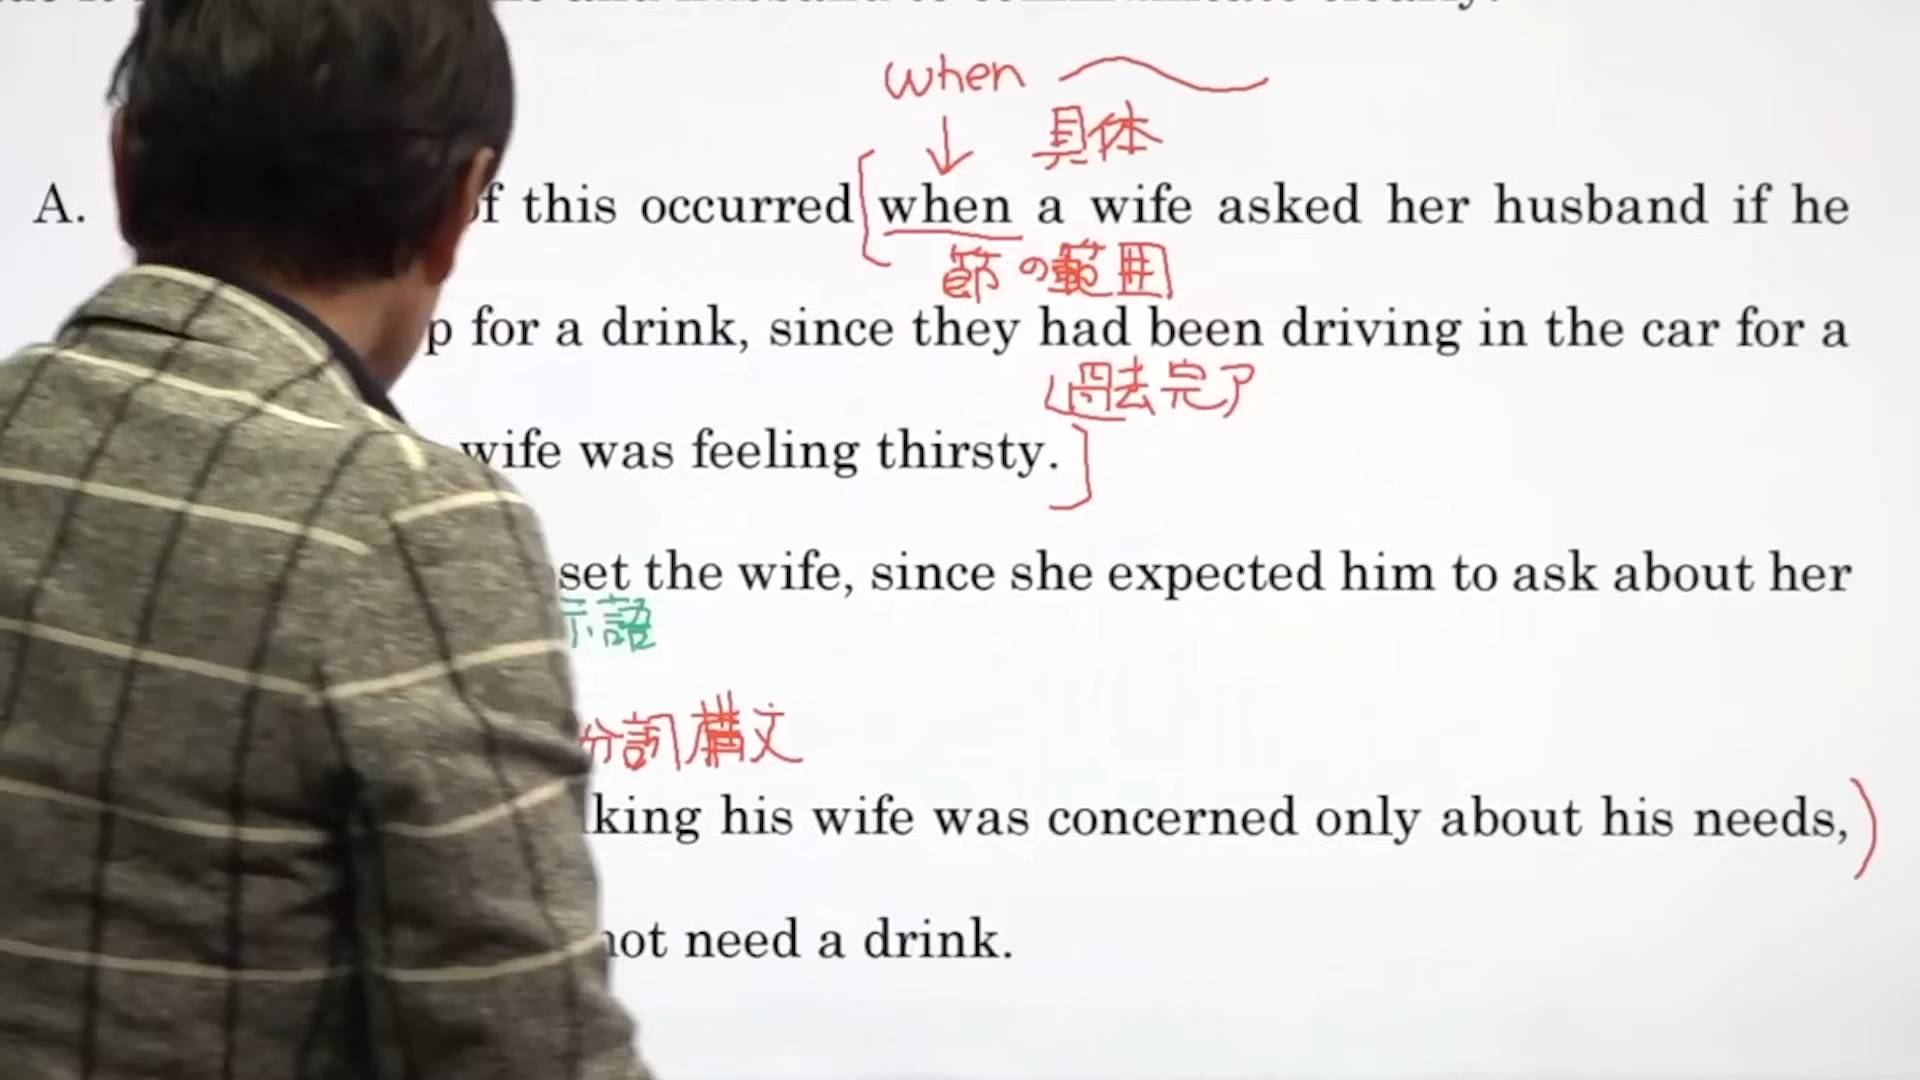 when
具体
A. f this occurred when a wife asked her husband if he
節の範囲
p for a drink, since they had been driving in the car for a
過去完了
wife was feeling thirsty.
set the wife, since she expected him to ask about her
示語
分詞構文
king his wife was concerned only about his needs,
not need a drink.